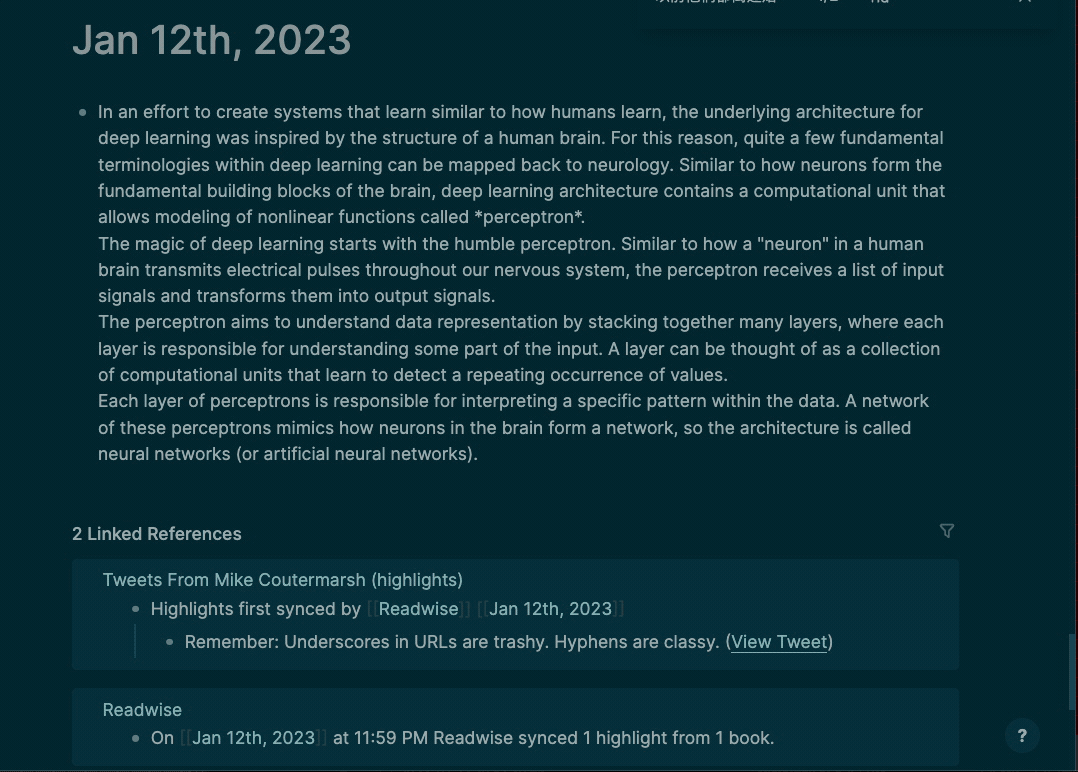 Jan 12th, 2023
In an effort to create systems that learn similar to how humans learn, the underlying architecture for
deep learning was inspired by the structure of a human brain. For this reason, quite a few fundamental
terminologies within deep learning can be mapped back to neurology. Similar to how neurons form the
fundamental building blocks of the brain, deep learning architecture contains a computational unit that
allows modeling of nonlinear functions called *perceptron*.
The magic of deep learning starts with the humble perceptron. Similar to how a "neuron" in a human
brain transmits electrical pulses throughout our nervous system, the perceptron receives a list of input
signals and transforms them into output signals.
The perceptron aims to understand data representation by stacking together many layers, where each
layer is responsible for understanding some part of the input. A layer can be thought of as a collection
of computational units that learn to detect a repeating occurrence of values.
Each layer of perceptrons is responsible for interpreting a specific pattern within the data. A network
of these perceptrons mimics how neurons in the brain form a network, so the architecture is called
neural networks (or artificial neural networks).
2 Linked References
Tweets From Mike Coutermarsh (highlights)
Highlights first synced by [[Readwise]] [[Jan 12th, 2023]]
Remember: Underscores in URLs are trashy. Hyphens are classy. (View Tweet)
Readwise
On [[Jan 12th, 2023]] at 11:59 PM Readwise synced 1 highlight from 1 book.
?